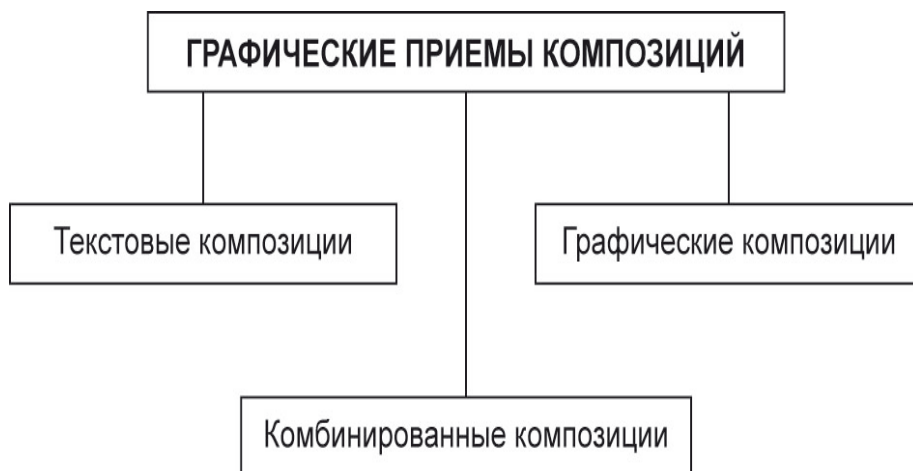 ГРАФИЧЕСКИЕ ПРИЕМЫ КОМПОЗИЦИЙ
Текстовые композиции
Графические композиции
Комбинированные композиции